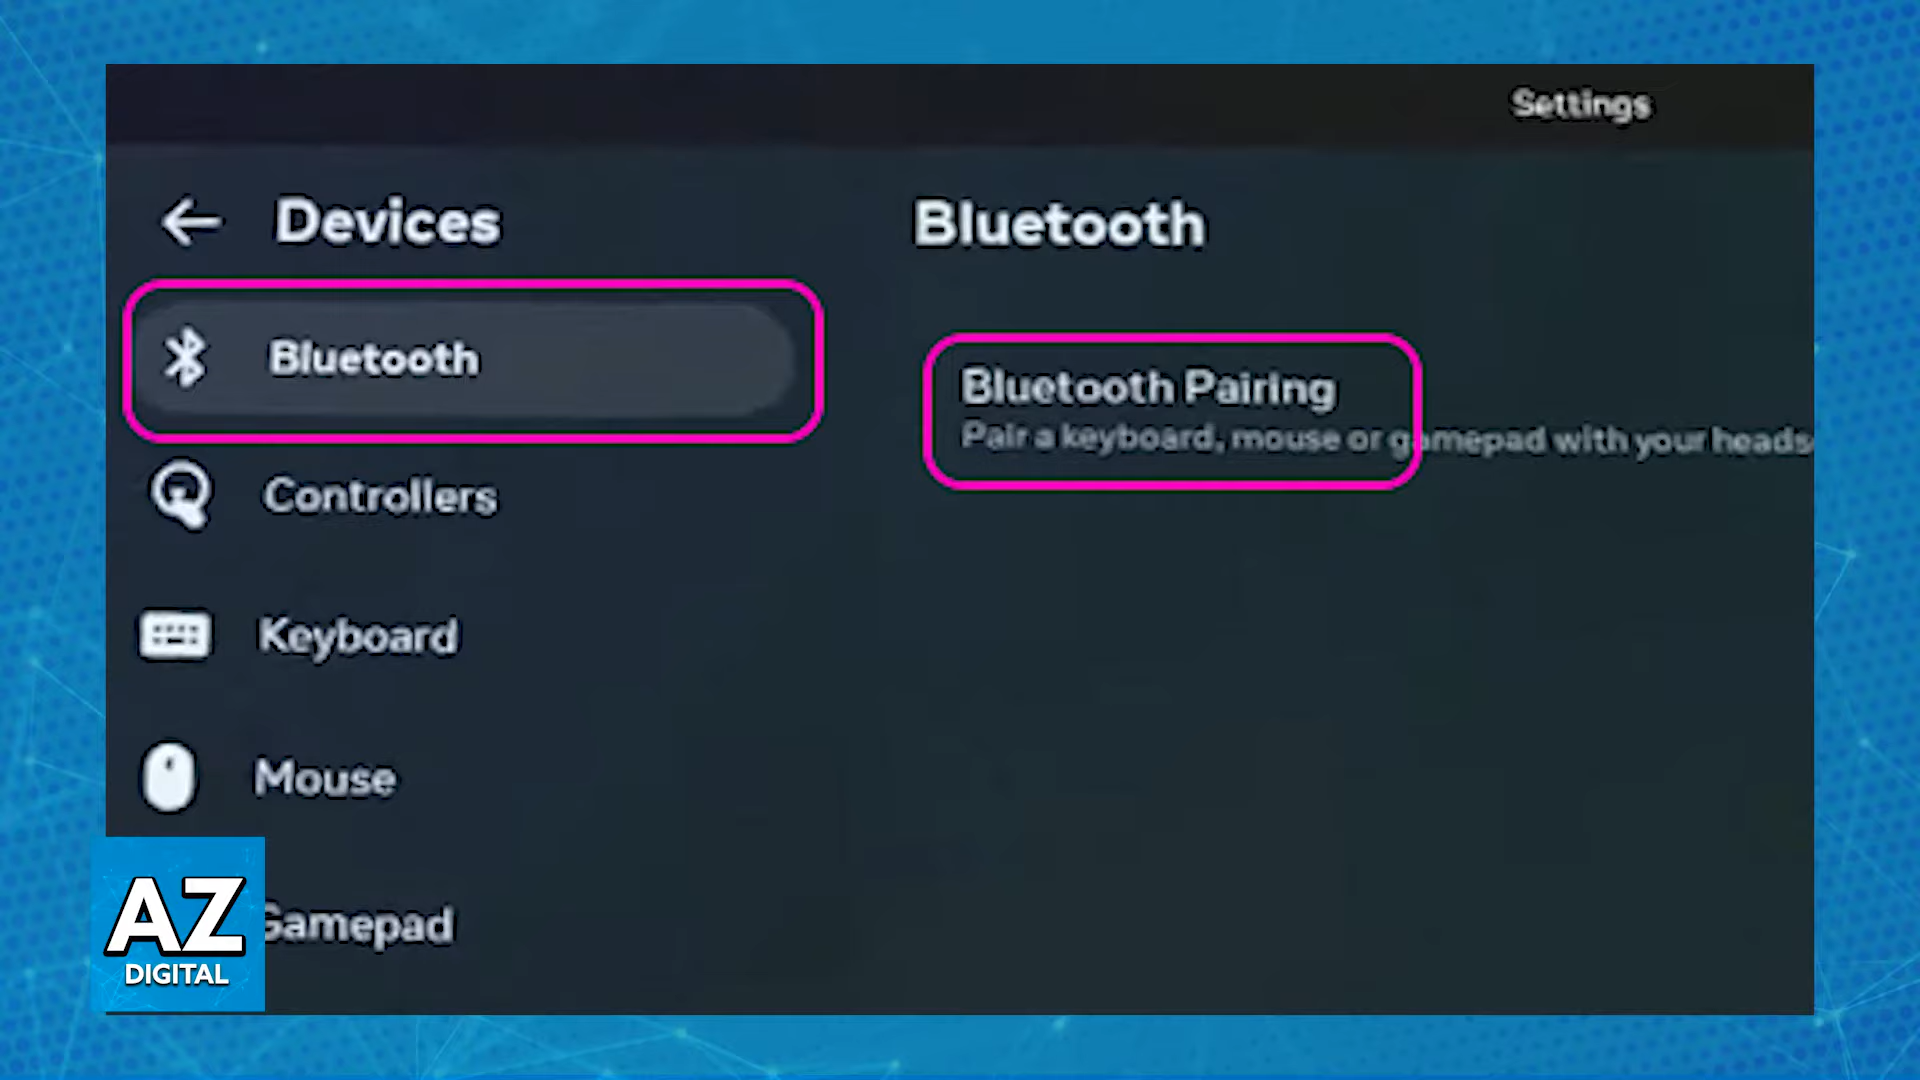 Settings
Devices
Bluetooth
Controllers
Keyboard
Mouse
Gamepad
Bluetooth
Bluetooth Pairing
Pair a keyboard, mouse or gamepad with your heads
AZ
DIGITAL